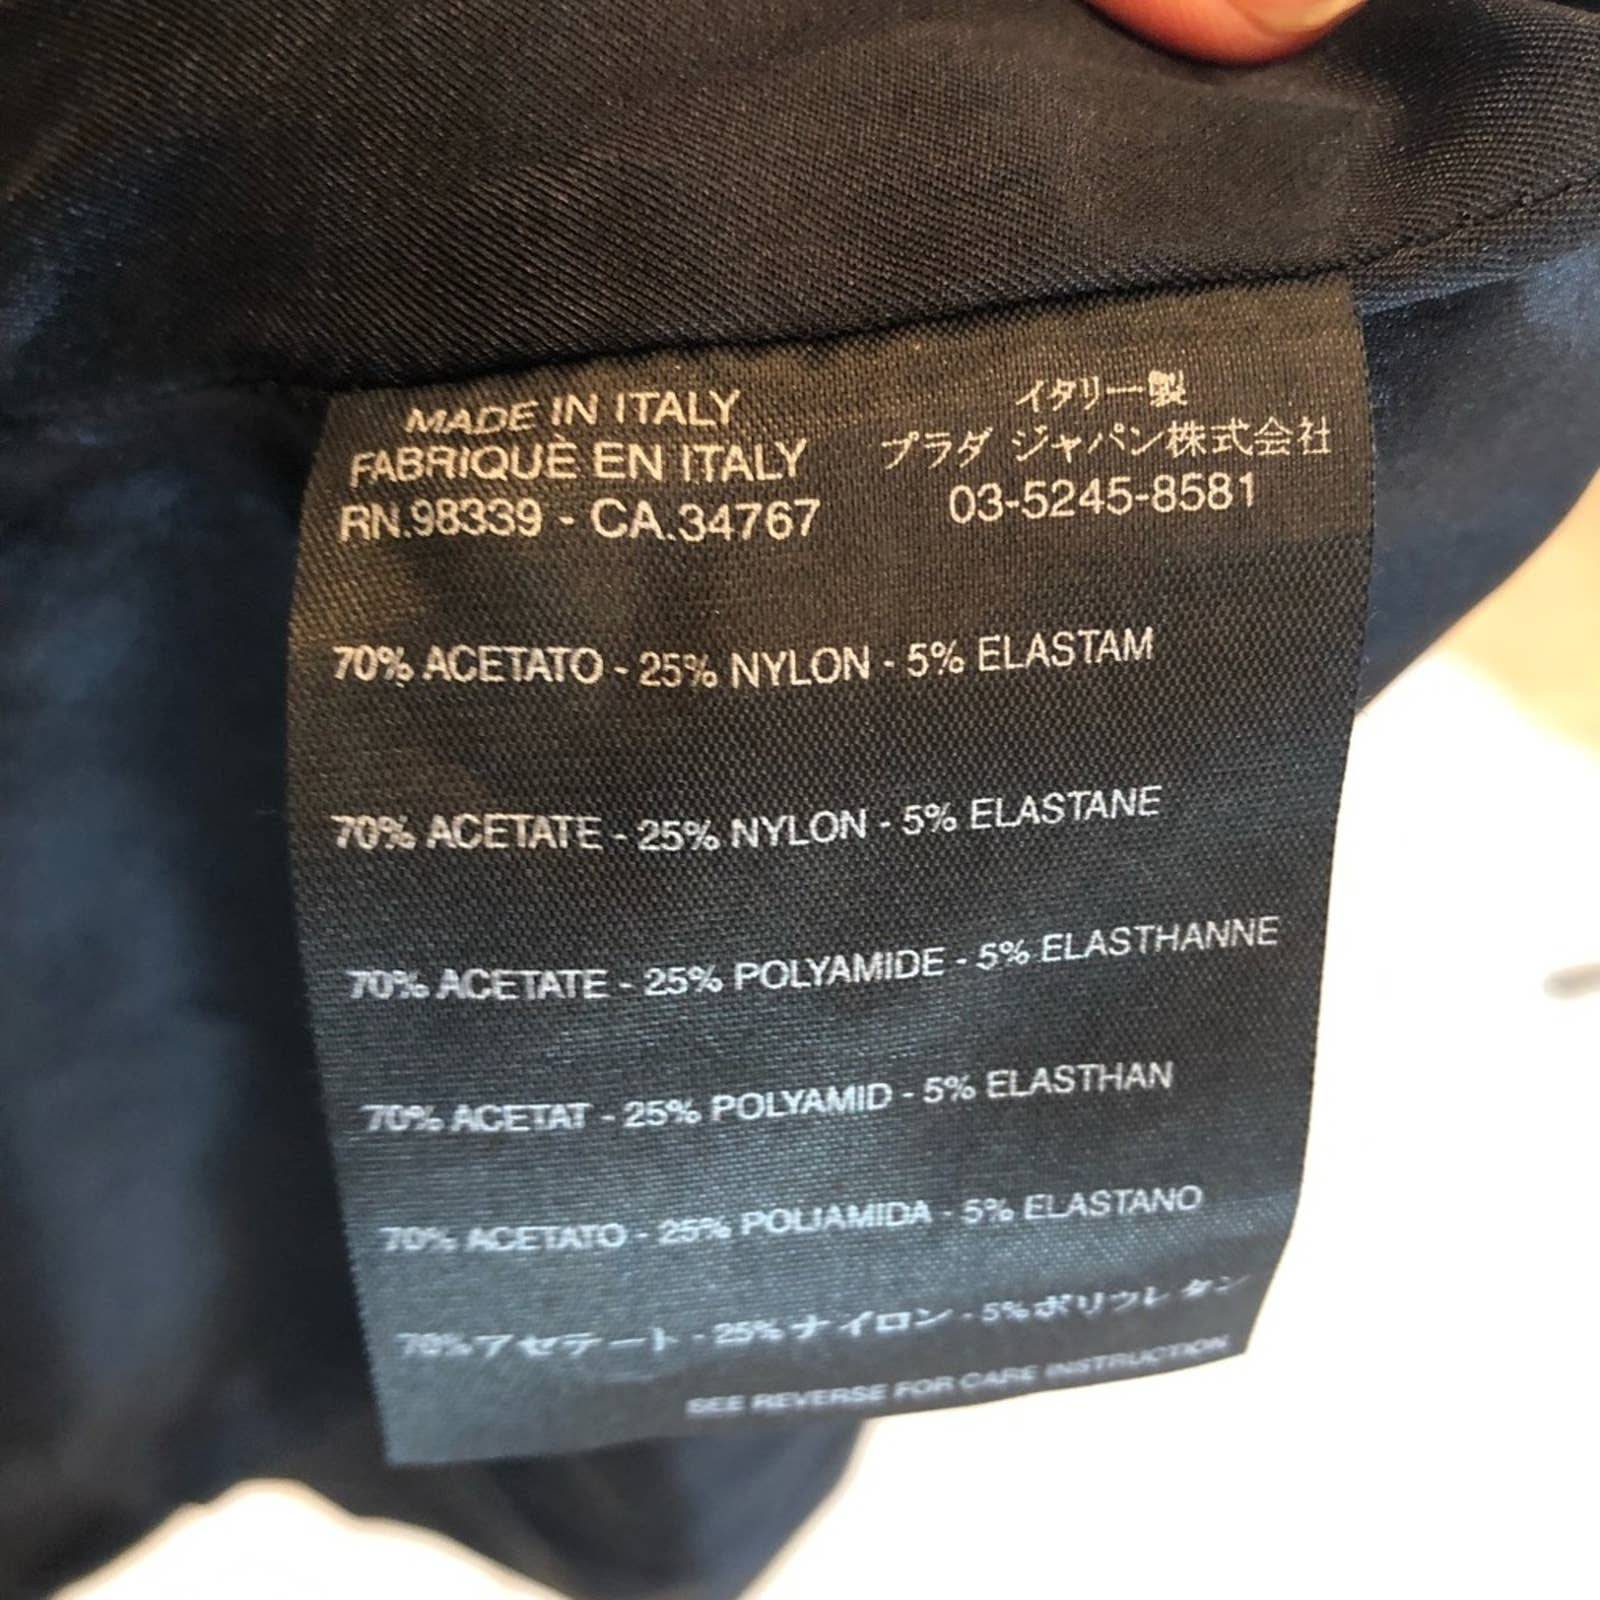 MADE IN ITALY
FABRIQUÈ EN ITALY
RN.98339 - CA.34767
イタリー製
プラダ ジャパン株式会社
03-5245-8581
70% ACETATO - 25% NYLON - 5% ELASTAM
70% ACETATE - 25% NYLON - 5% ELASTANE
70% ACETATE - 25% POLYAMIDE - 5% ELASTHANNE
70% ACETAT - 25% POLYAMID - 5% ELASTHAN
70% ACETATO - 25% POLIAMIDA - 5% ELASTANO
70%アセテート - 25%ナイロン - 5%ポリウレタン
SEE REVERSE FOR CARE INSTRUCTION